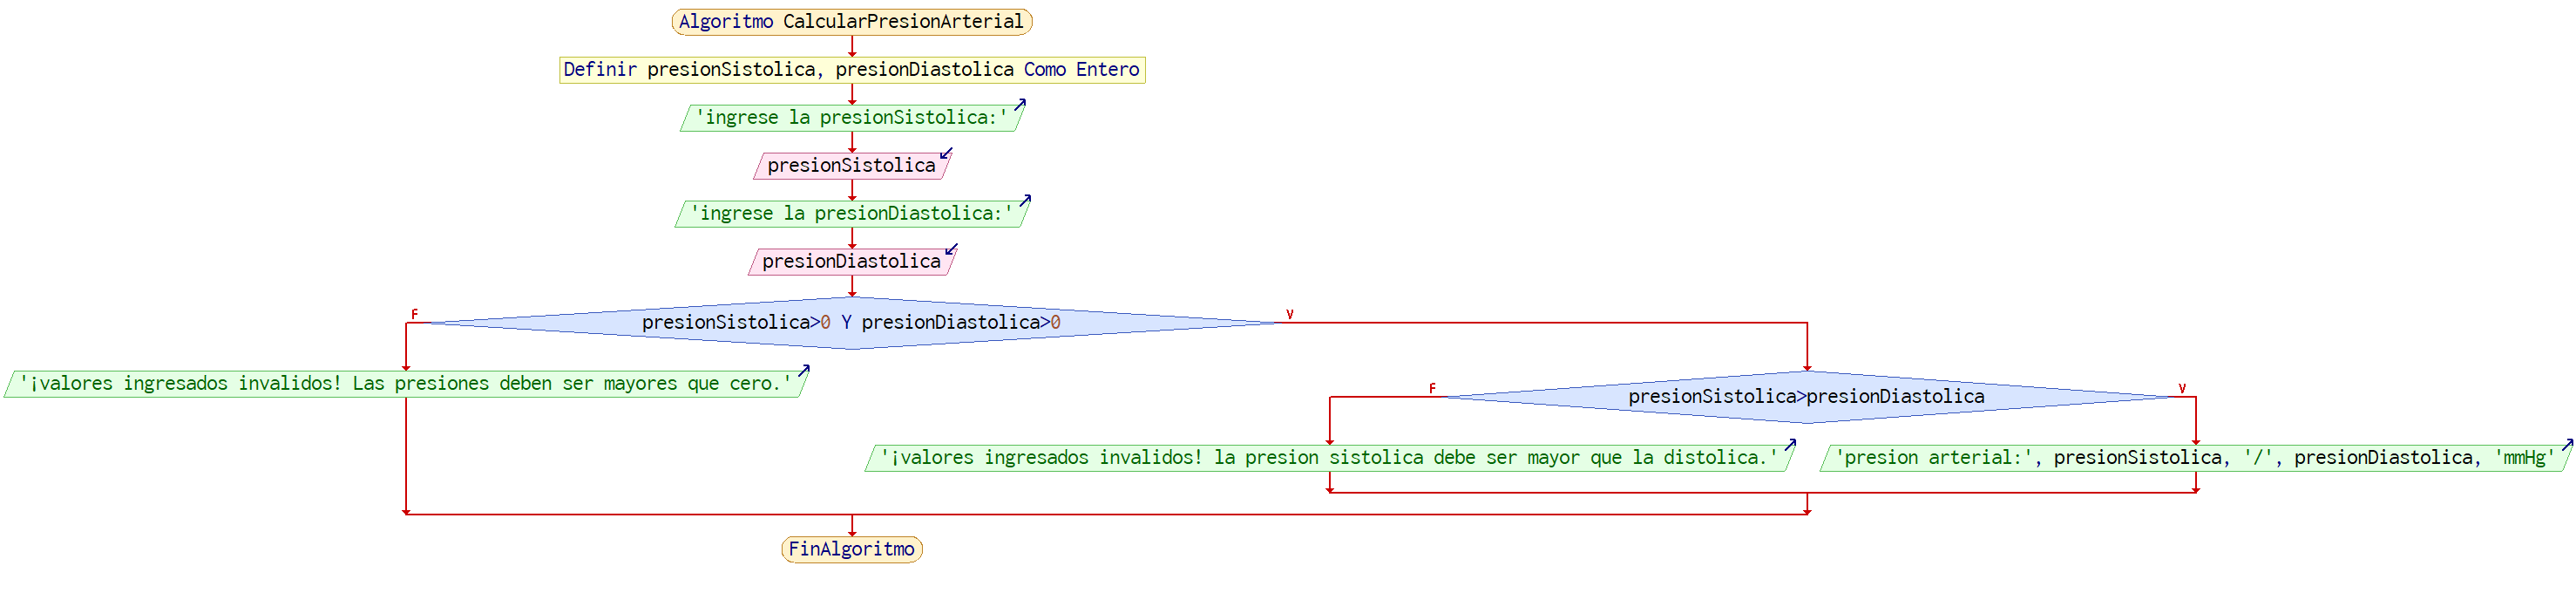 Algoritmo CalcularPresionArterial
Definir presionSistolica, presionDiastolica Como Entero
'ingrese la presionSistolica:'
presionSistolica
'ingrese la presionDiastolica:'
presionDiastolica
presionSistolica>0 Y presionDiastolica>0
F
V
'¡valores ingresados invalidos! Las presiones deben ser mayores que cero.'
presionSistolica>presionDiastolica
F
V
'¡valores ingresados invalidos! la presion sistolica debe ser mayor que la distolica.'
'presion arterial:', presionSistolica, '/', presionDiastolica, 'mmHg'
FinAlgoritmo